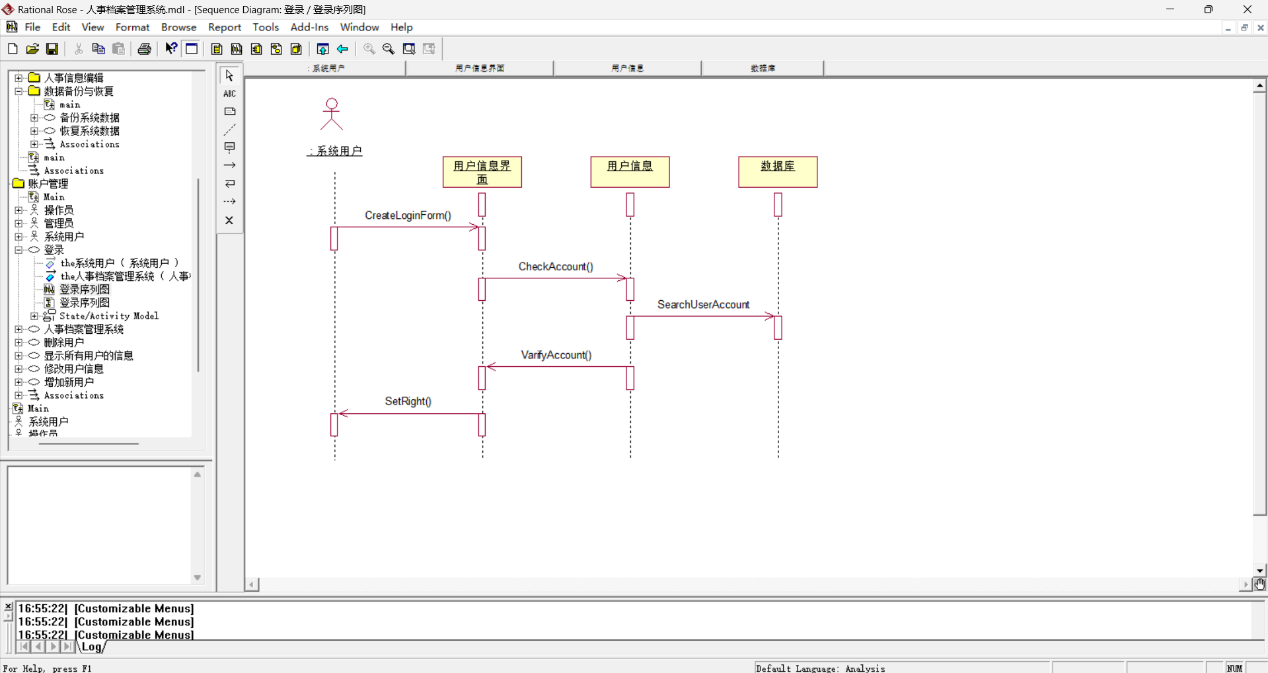 Rational Rose - 人事档案管理系统.mdl - [Sequence Diagram: 登录 / 登录序列图]
File Edit View Format Browse Report Tools Add-Ins Window Help
: 系统用户 用户信息界面 用户信息 数据库
人事信息编辑
数据备份与恢复
main
备份系统数据
恢复系统数据
Associations
main
Associations
账户管理
Main
操作员
管理员
系统用户
登录
the系统用户 ( 系统用户 )
the人事档案管理系统 ( 人事
登录序列图
登录序列图
State/Activity Model
人事档案管理系统
删除用户
显示所有用户的信息
修改用户信息
增加新用户
Associations
Main
系统用户
操作员
ABC
: 系统用户
用户信息界
面
用户信息
数据库
CreateLoginForm()
CheckAccount()
SearchUserAccount
VarifyAccount()
SetRight()
16:55:22| [Customizable Menus]
16:55:22| [Customizable Menus]
16:55:22| [Customizable Menus]
Log
For Help, press F1
Default Language: Analysis
NUM